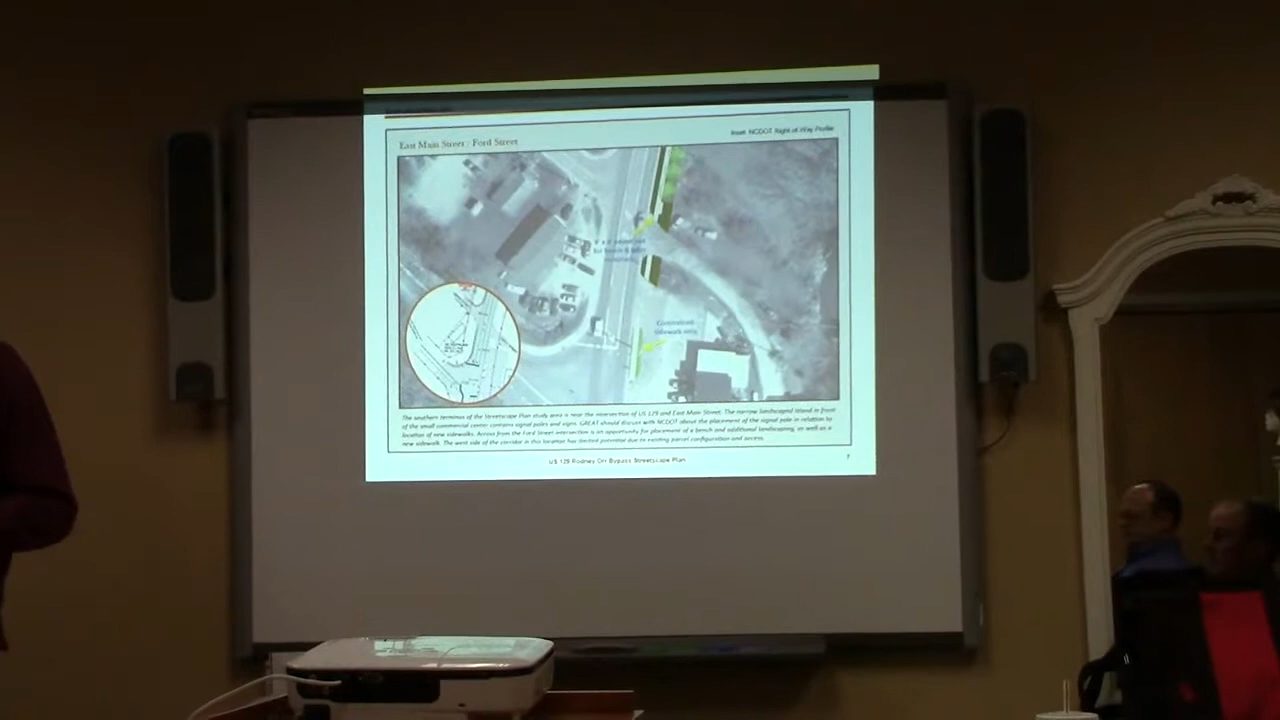 East Main Street / Ford Street
Inset: NCDOT Right of Way Profile
Construct
sidewalk only
The southern terminus of the Streetscape Plan study area is near the intersection of US 129 and East Main Street. The narrow landscaped island in front
of the small commercial center contains signal poles and signs. GREAT should discuss with NCDOT about the placement of the signal pole in relation to
location of new sidewalks. Across from the Ford Street intersection is an opportunity for placement of a bench and additional landscaping, as well as a
new sidewalk. The west side of the corridor in this location has limited potential due to existing parcel configuration and access.
US 129 Rodney Orr Bypass Streetscape Plan
7